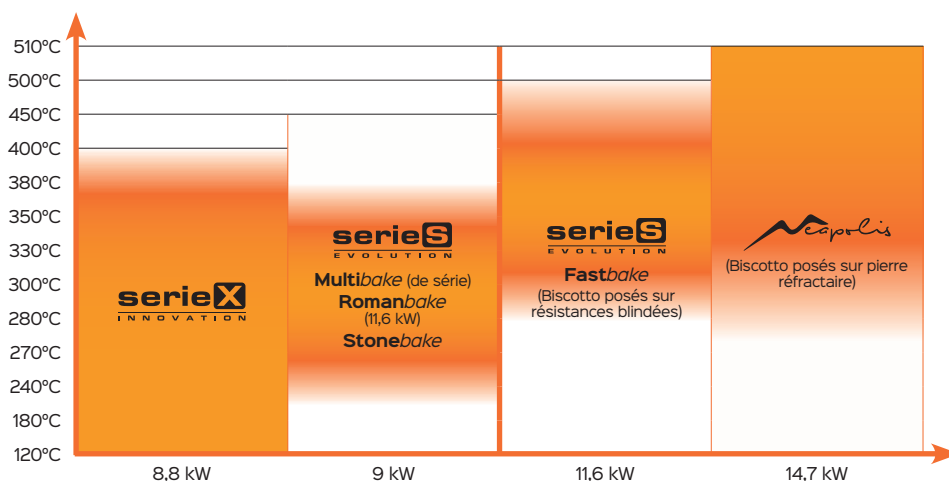 510°C
500°C
450°C
400°C
380°C
350°C
330°C
300°C
280°C
270°C
240°C
180°C
120°C
serieX
INNOVATION
serieS
EVOLUTION
Multibake (de série)
Romanbake
(11,6 kW)
Stonebake
serieS
EVOLUTION
Fastbake
(Biscotto posés sur
résistances blindées)
Neapolis
(Biscotto posés sur pierre
réfractaire)
8,8 kW
9 kW
11,6 kW
14,7 kW